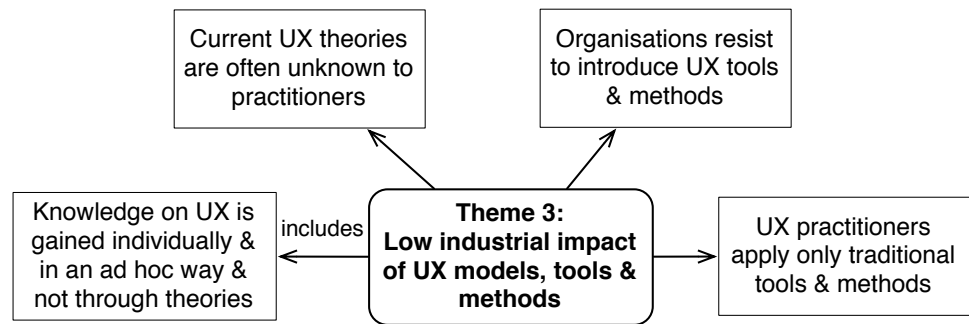 Current UX theories
are often unknown to
practitioners
Organisations resist
to introduce UX tools
& methods
Knowledge on UX is
gained individually &
in an ad hoc way &
not through theories
includes
Theme 3:
Low industrial impact
of UX models, tools &
methods
UX practitioners
apply only traditional
tools & methods